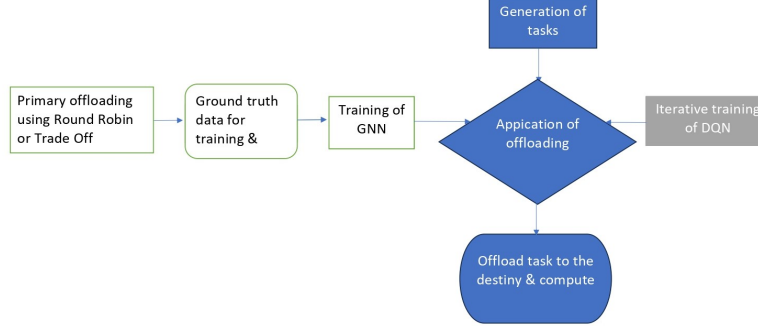 Generation of
tasks
Primary offloading
using Round Robin
or Trade Off
Ground truth
data for
training &
Training of
GNN
Appication of
offloading
Iterative training
of DQN
Offload task to the
destiny & compute